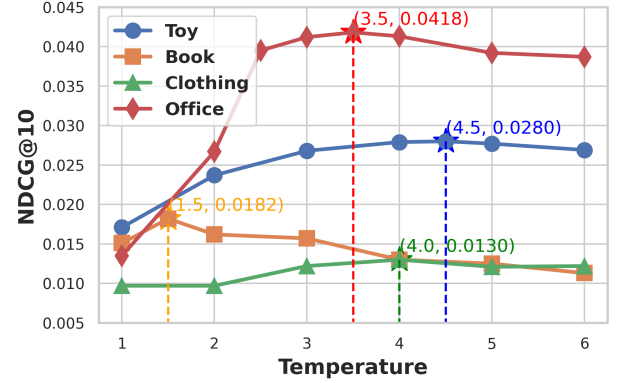 0.045
0.040
0.035
0.030
0.025
0.020
0.015
0.010
0.005
NDCG@10
Toy
Book
Clothing
Office
(3.5, 0.0418)
(4.5, 0.0280)
(1.5, 0.0182)
(4.0, 0.0130)
1 2 3 4 5 6
Temperature